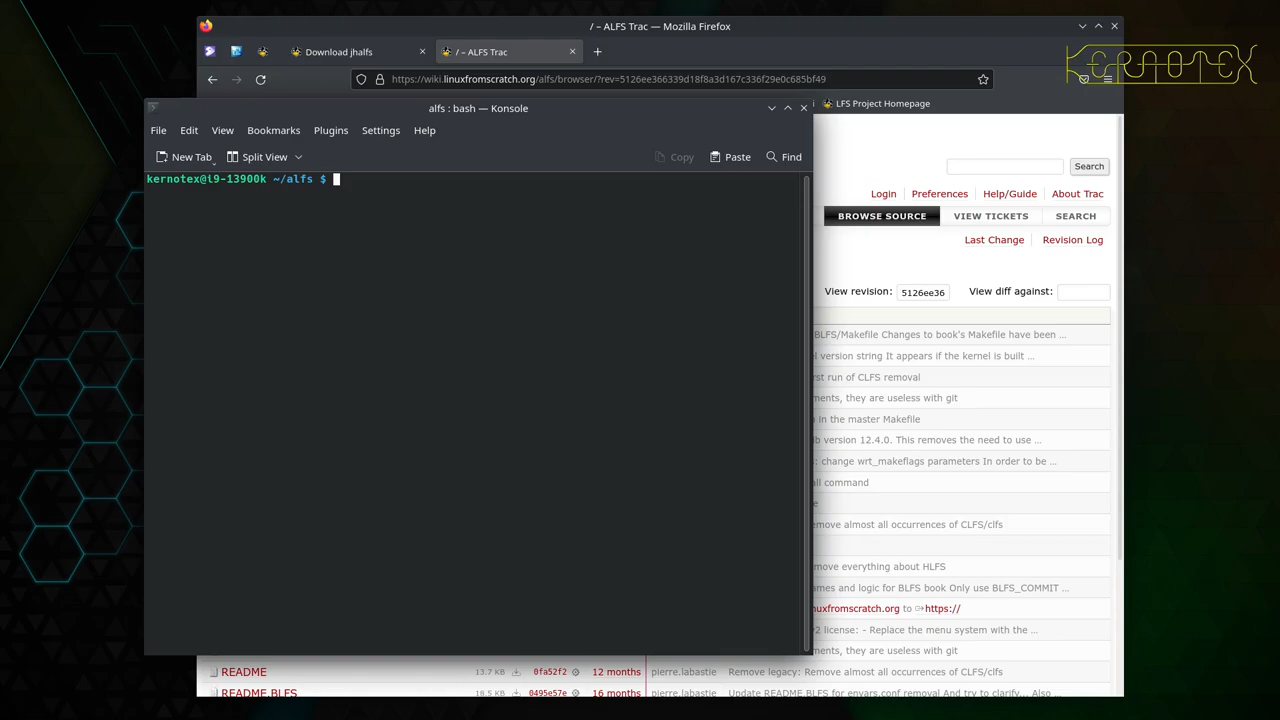 / – ALFS Trac — Mozilla Firefox
Download jhalfs
/ – ALFS Trac
https://wiki.linuxfromscratch.org/alfs/browser/?rev=5126ee366339d18f8a3d167c336f29e0c685bf49
KERNOTEX
LFS Project Homepage
alfs : bash — Konsole
File Edit View Bookmarks Plugins Settings Help
New Tab Split View Copy Paste Find
kernotex@i9-13900k ~/alfs $
Search
Login Preferences Help/Guide About Trac
BROWSE SOURCE VIEW TICKETS SEARCH
Last Change Revision Log
View revision: 5126ee36 View diff against:
BLFS/Makefile Changes to book's Makefile have been ...
l version string It appears if the kernel is built ...
rst run of CLFS removal
ments, they are useless with git
n in the master Makefile
ib version 12.4.0. This removes the need to use ...
s: change wrt_makeflags parameters In order to be ...
all command
e
emove almost all occurrences of CLFS/clfs
emove everything about HLFS
ames and logic for BLFS book Only use BLFS_COMMIT ...
nuxfromscratch.org to https://
v2 license: - Replace the menu system with the ...
ments, they are useless with git
README 13.7 KB 0fa52f2 12 months pierre.labastie Remove legacy: Remove almost all occurrences of CLFS/clfs
README.BLFS 18.5 KB 0495e57e 16 months pierre.labastie Update README.BLFS for envars.conf removal And try to clarify... Also ...